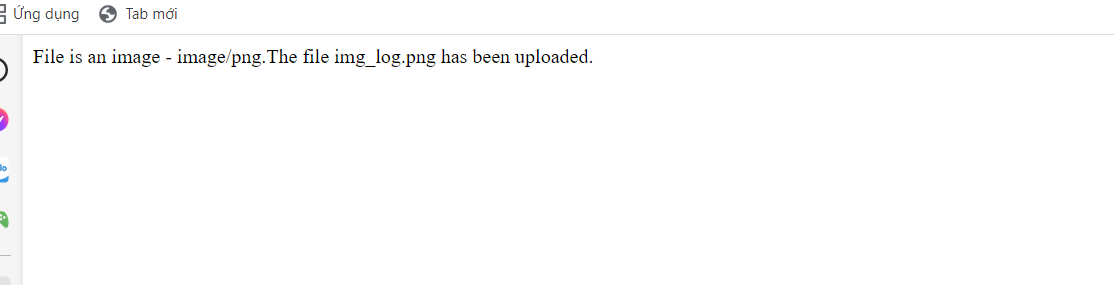 Ứng dụng Tab mới
File is an image - image/png.The file img_log.png has been uploaded.